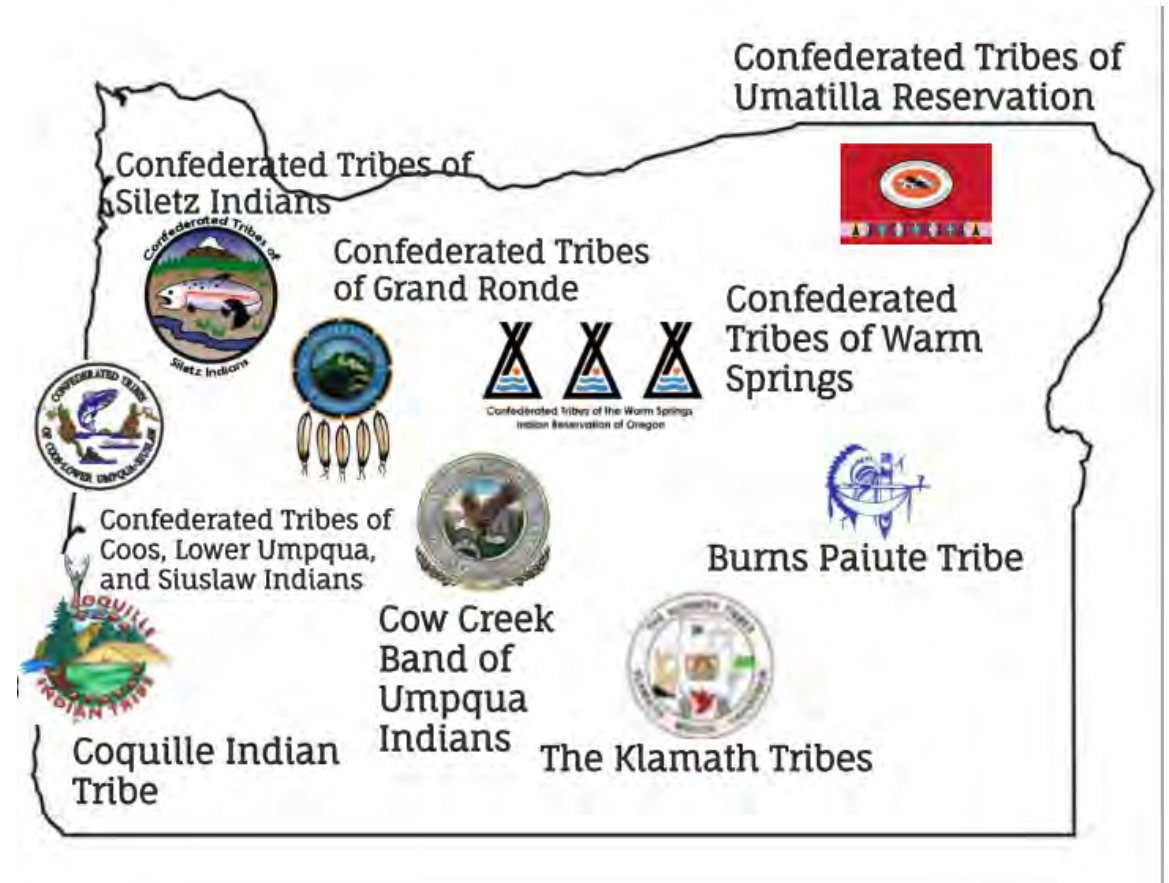 Confederated Tribes of
Umatilla Reservation
Confederated Tribes of
Siletz Indians
Confederated Tribes of
Siletz Indians
Confederated Tribes
of Grand Ronde
Confederated
Tribes of Warm
Springs
Confederated Tribes of the Warm Springs
Indian Reservation of Oregon
CONFEDERATED TRIBES
OF COOS·LOWER UMPQUA·SIUSLAW
Confederated Tribes of
Coos, Lower Umpqua,
and Siuslaw Indians
Burns Paiute Tribe
COQUILLE
INDIAN TRIBE
Cow Creek
Band of
Umpqua
Indians
THE KLAMATH TRIBES
Coquille Indian
Tribe
The Klamath Tribes